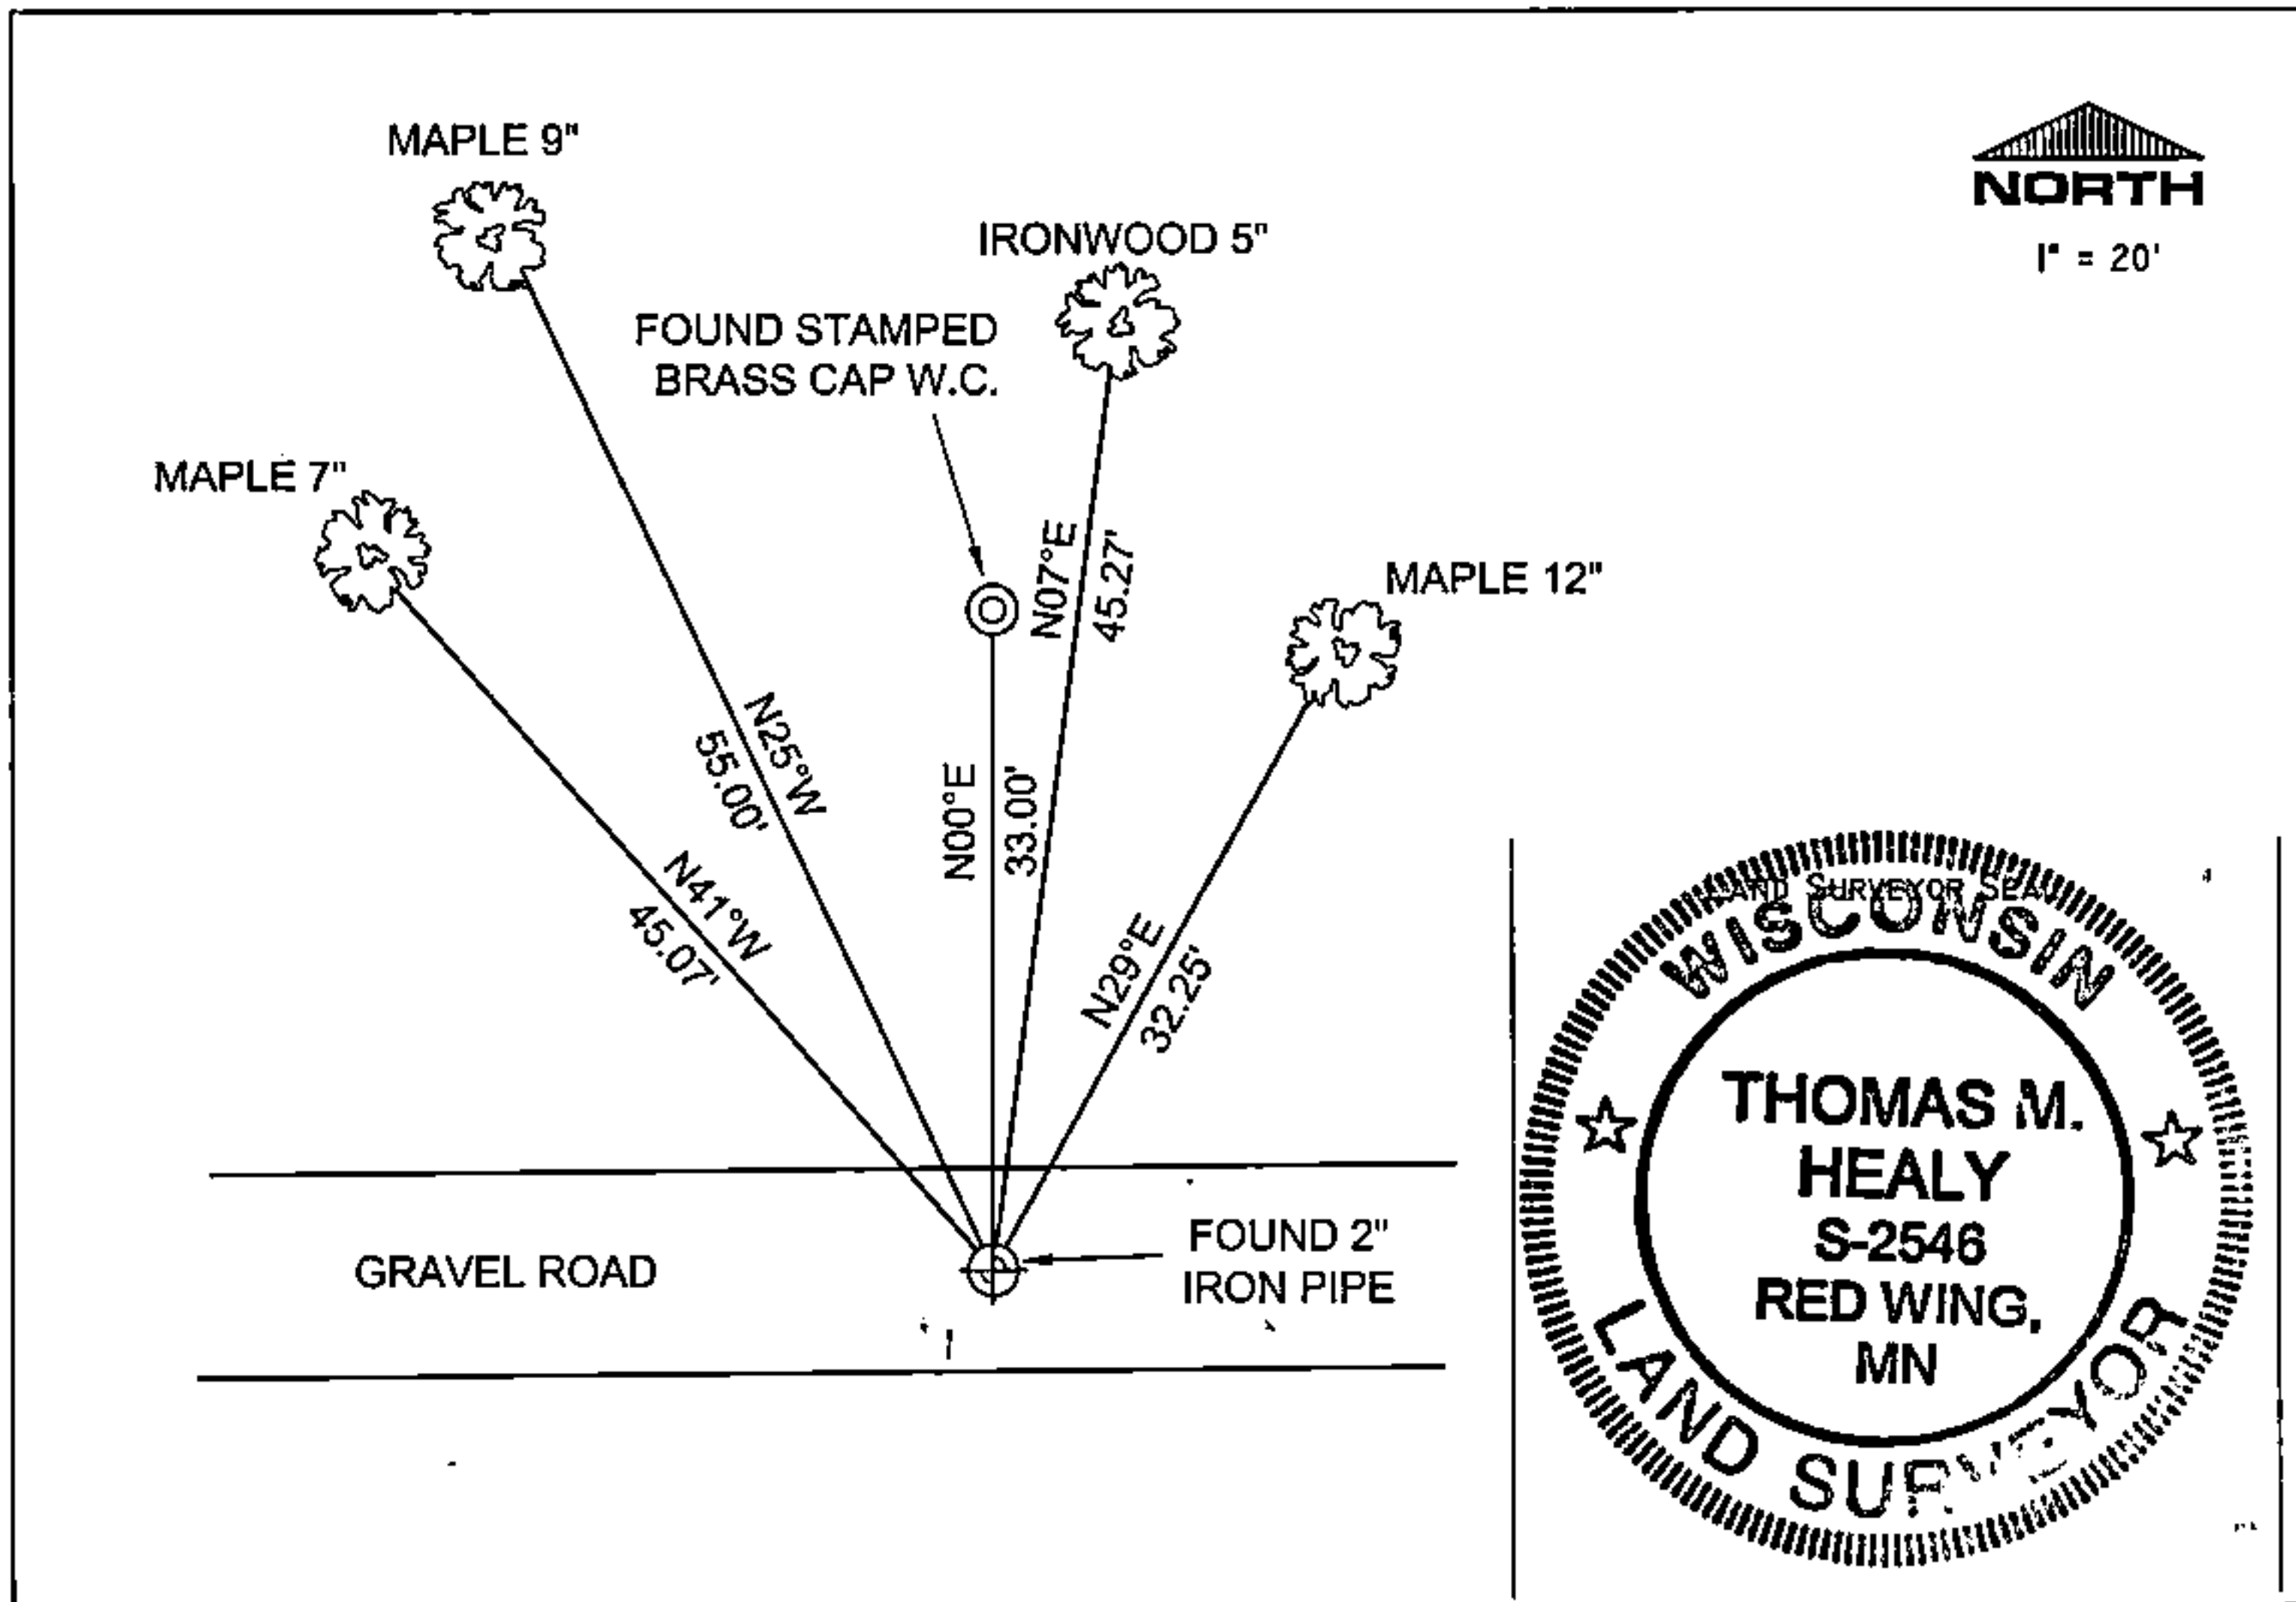 MAPLE 9"
NORTH
1" = 20'
IRONWOOD 5"
FOUND STAMPED
BRASS CAP W.C.
MAPLE 7"
MAPLE 12"
N07°E
45.27'
N25°W
55.00'
N00°E
33.00'
N41°W
45.07'
N29°E
32.25'
GRAVEL ROAD
FOUND 2"
IRON PIPE
LAND SURVEYOR SEAL
WISCONSIN
THOMAS M.
HEALY
S-2546
RED WING,
MN
LAND SURVEYOR